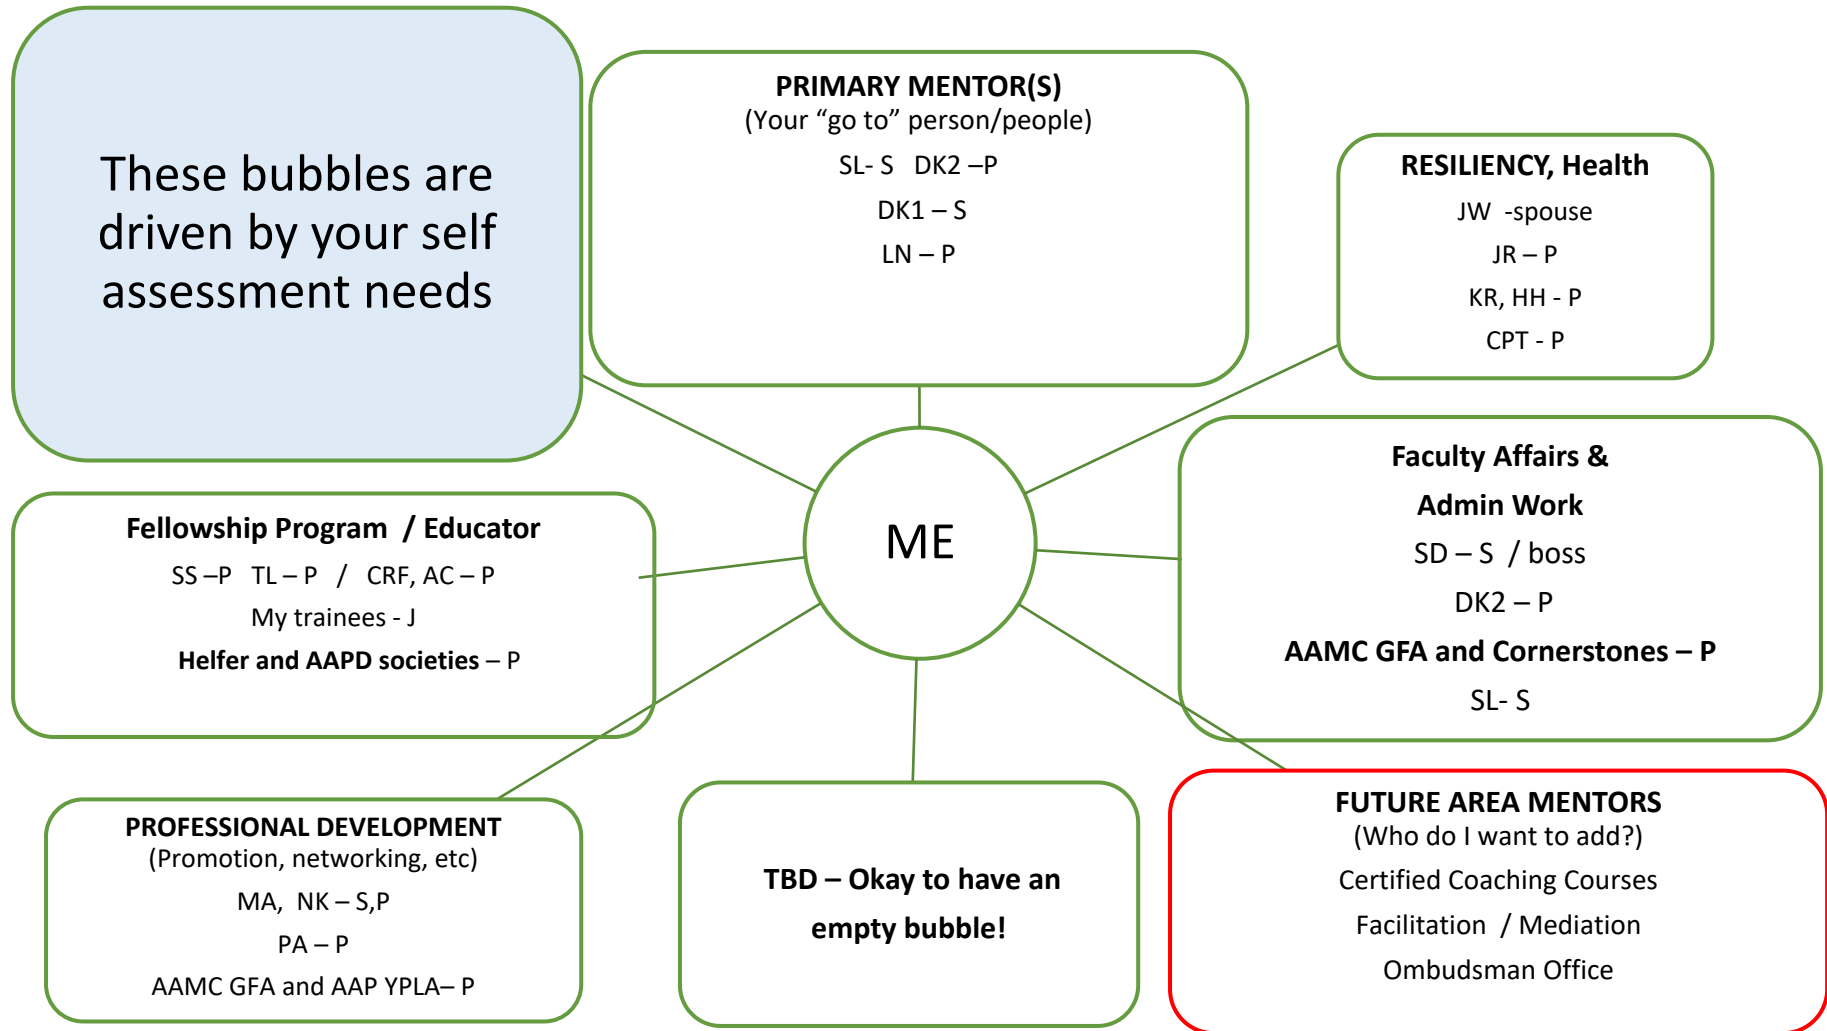 These bubbles are
driven by your self
assessment needs
PRIMARY MENTOR(S)
(Your “go to” person/people)
SL- S DK2 –P
DK1 – S
LN – P
RESILIENCY, Health
JW -spouse
JR – P
KR, HH - P
CPT - P
ME
Fellowship Program / Educator
SS –P TL – P / CRF, AC – P
My trainees - J
Helfer and AAPD societies – P
Faculty Affairs &
Admin Work
SD – S / boss
DK2 – P
AAMC GFA and Cornerstones – P
SL- S
PROFESSIONAL DEVELOPMENT
(Promotion, networking, etc)
MA, NK – S,P
PA – P
AAMC GFA and AAP YPLA– P
TBD – Okay to have an
empty bubble!
FUTURE AREA MENTORS
(Who do I want to add?)
Certified Coaching Courses
Facilitation / Mediation
Ombudsman Office